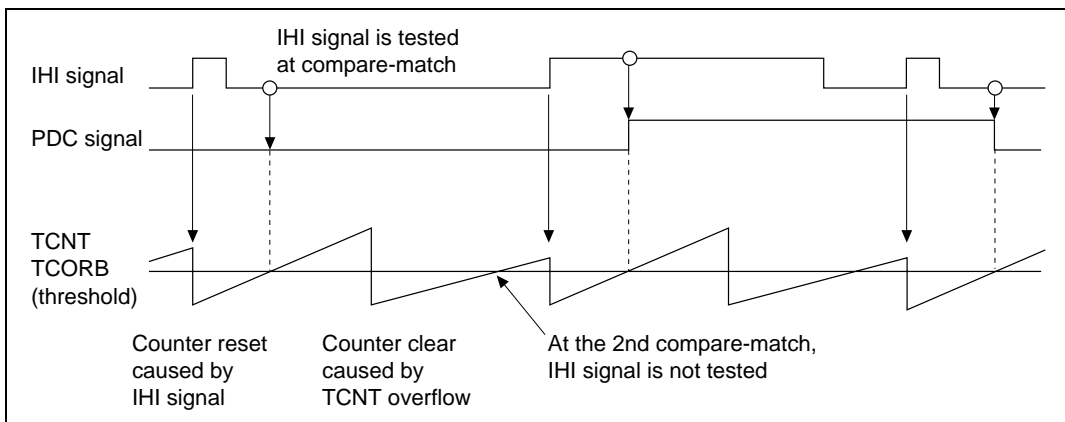 IHI signal is tested
at compare-match
IHI signal
PDC signal
TCNT
TCORB
(threshold)
Counter reset
caused by
IHI signal
Counter clear
caused by
TCNT overflow
At the 2nd compare-match,
IHI signal is not tested